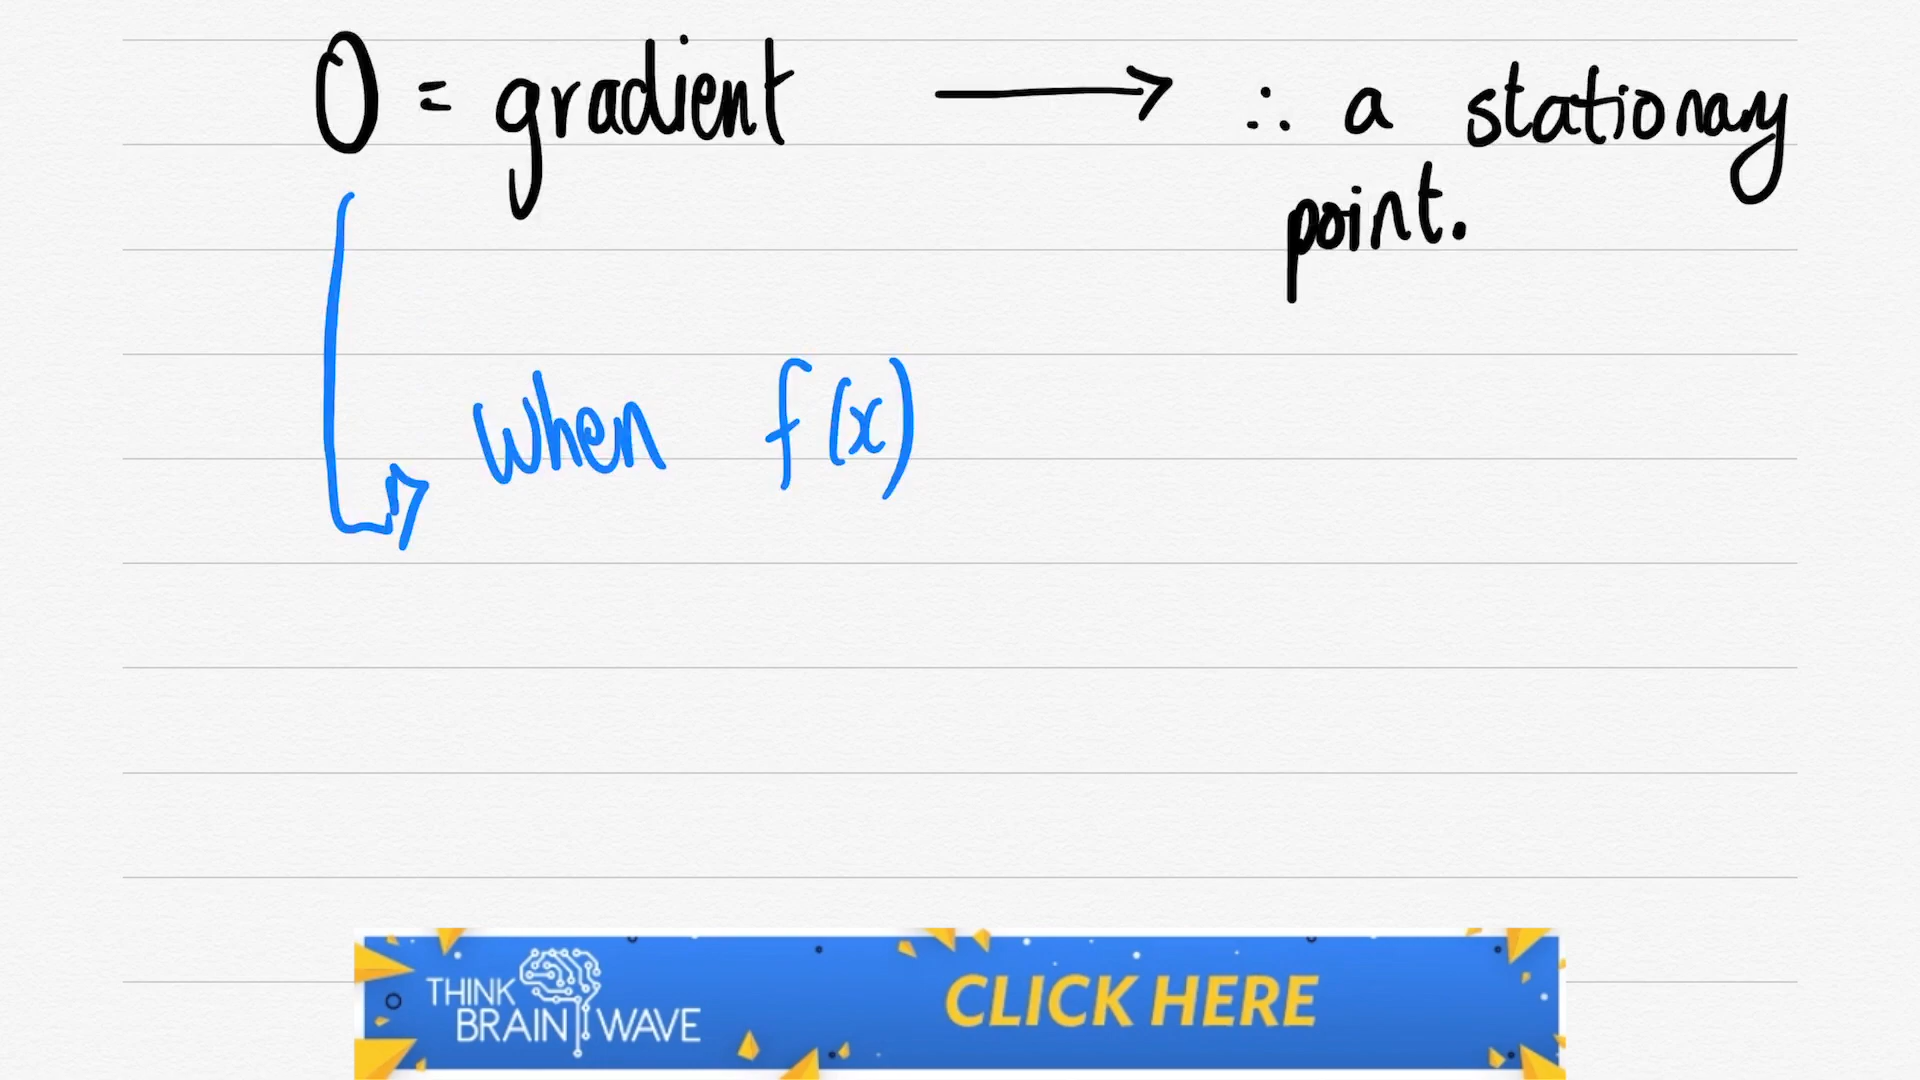 0 = gradient ⟶ ∴ a stationary
point.
when f(x)
THINK
BRAIN WAVE
CLICK HERE